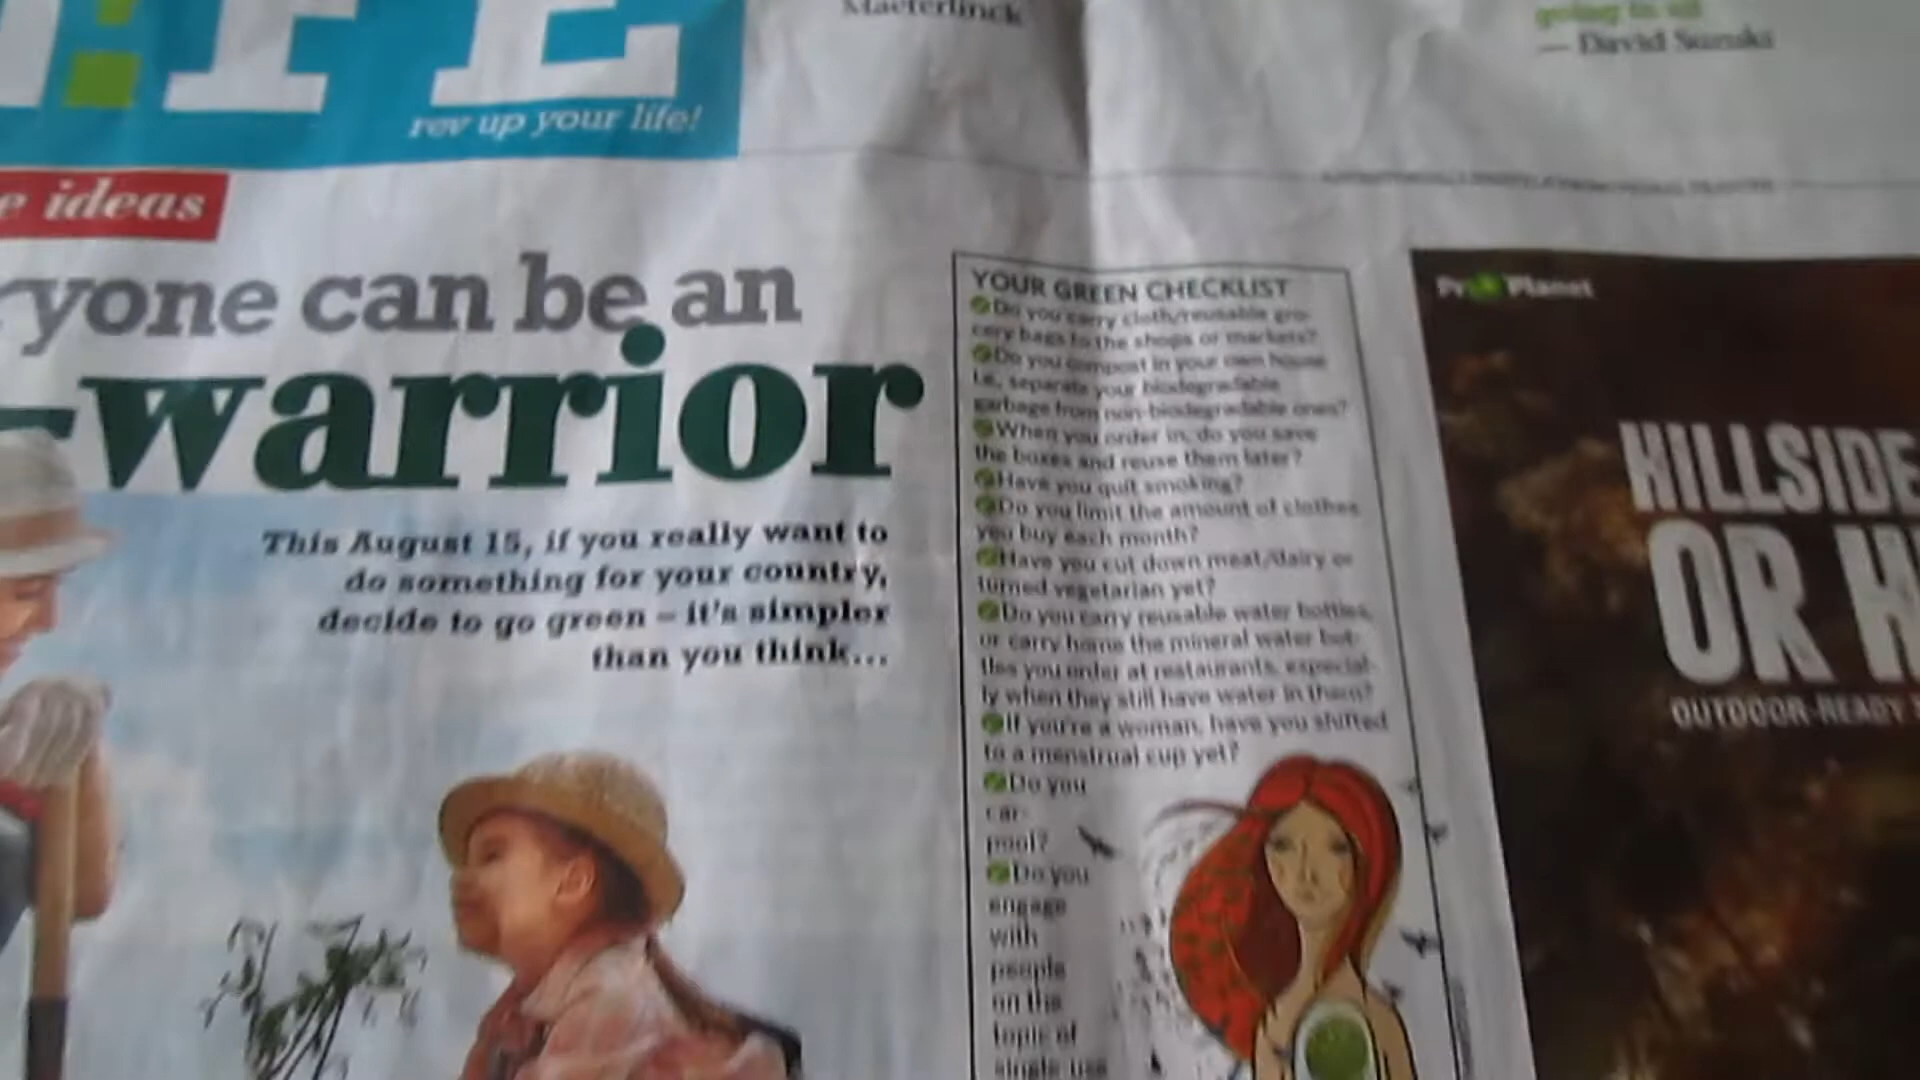 rev up your life!
Maeterlinck
going to sit
— David Suzuki
ideas
can be an
warrior
This August 15, if you really want to
do something for your country,
decide to go green – it's simpler
than you think...
YOUR GREEN CHECKLIST
Do you carry cloth/reusable gro-
cery bags to the shops or markets?
Do you compost in your own house
i.e, separate your biodegradable
garbage from non-biodegradable ones?
When you order in, do you save
the boxes and reuse them later?
Have you quit smoking?
Do you limit the amount of clothes
you buy each month?
Have you cut down meat/dairy or
turned vegetarian yet?
Do you carry reusable water bottles,
or carry home the mineral water bot-
tles you order at restaurants, especial-
ly when they still have water in them?
If you're a woman, have you shifted
to a menstrual cup yet?
Do you
car-
pool?
Do you
engage
with
people
on the
topic of
single-use
Pro Planet
HILLSIDE
OR H
OUTDOOR-READY